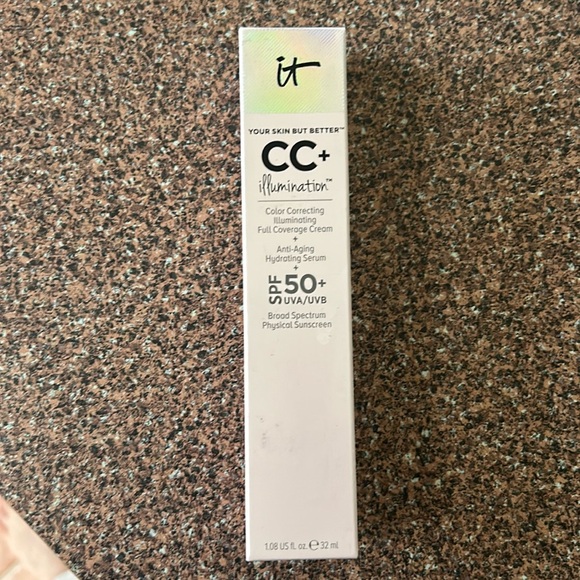 it
YOUR SKIN BUT BETTER™
CC+
illumination™
Color Correcting
Illuminating
Full Coverage Cream
+
Anti-Aging
Hydrating Serum
+
SPF 50+
UVA/UVB
Broad Spectrum
Physical Sunscreen
1.08 US fl. oz. ℮ 32 ml